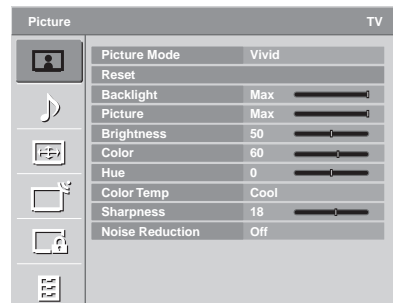 Picture TV
Picture Mode Vivid
Reset
Backlight Max
Picture Max
Brightness 50
Color 60
Hue 0
Color Temp Cool
Sharpness 18
Noise Reduction Off